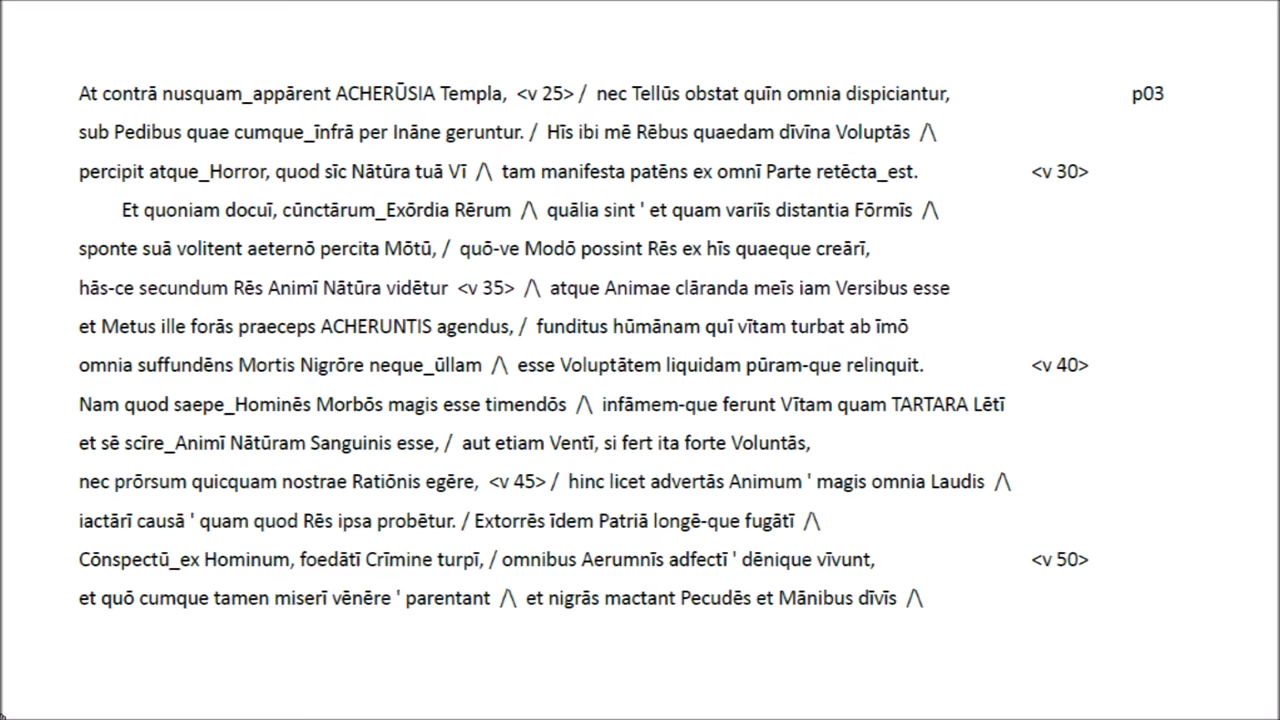 At contrā nusquam_appārent ACHERŪSIA Templa, <v 25> / nec Tellūs obstat quīn omnia dispiciantur, p03
sub Pedibus quae cumque_īnfrā per Ināne geruntur. / Hīs ibi mē Rēbus quaedam dīvīna Voluptās /\
percipit atque_Horror, quod sīc Nātūra tuā Vī /\ tam manifesta patēns ex omnī Parte retēcta_est. <v 30>
Et quoniam docuī, cūnctārum_Exōrdia Rērum /\ quālia sint ' et quam variīs distantia Fōrmīs /\
sponte suā volitent aeternō percita Mōtū, / quō-ve Modō possint Rēs ex hīs quaeque creārī,
hās-ce secundum Rēs Animī Nātūra vidētur <v 35> /\ atque Animae clāranda meīs iam Versibus esse
et Metus ille forās praeceps ACHERUNTIS agendus, / funditus hūmānam quī vītam turbat ab īmō
omnia suffundēns Mortis Nigrōre neque_ūllam /\ esse Voluptātem liquidam pūram-que relinquit. <v 40>
Nam quod saepe_Hominēs Morbōs magis esse timendōs /\ infāmem-que ferunt Vītam quam TARTARA Lētī
et sē scīre_Animī Nātūram Sanguinis esse, / aut etiam Ventī, si fert ita forte Voluntās,
nec prōrsum quicquam nostrae Ratiōnis egēre, <v 45> / hinc licet advertās Animum ' magis omnia Laudis /\
iactārī causā ' quam quod Rēs ipsa probētur. / Extorrēs īdem Patriā longē-que fugātī /\
Cōnspectū_ex Hominum, foedātī Crīmine turpī, / omnibus Aerumnīs adfectī ' dēnique vīvunt, <v 50>
et quō cumque tamen miserī vēnēre ' parentant /\ et nigrās mactant Pecudēs et Mānibus dīvīs /\